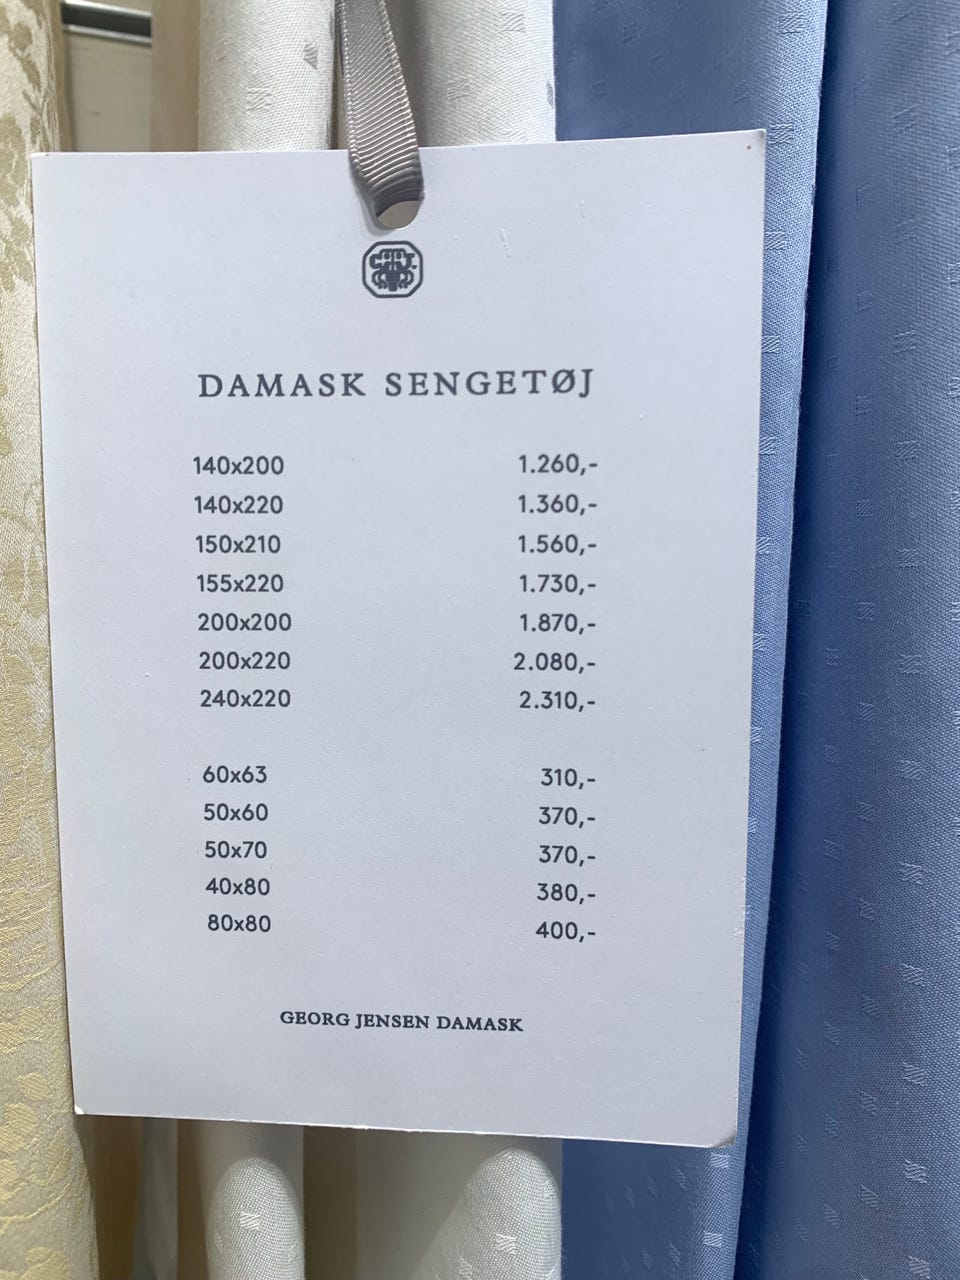 DAMASK SENGETØJ
140x200 1.260,-
140x220 1.360,-
150x210 1.560,-
155x220 1.730,-
200x200 1.870,-
200x220 2.080,-
240x220 2.310,-
60x63 310,-
50x60 370,-
50x70 370,-
40x80 380,-
80x80 400,-
GEORG JENSEN DAMASK